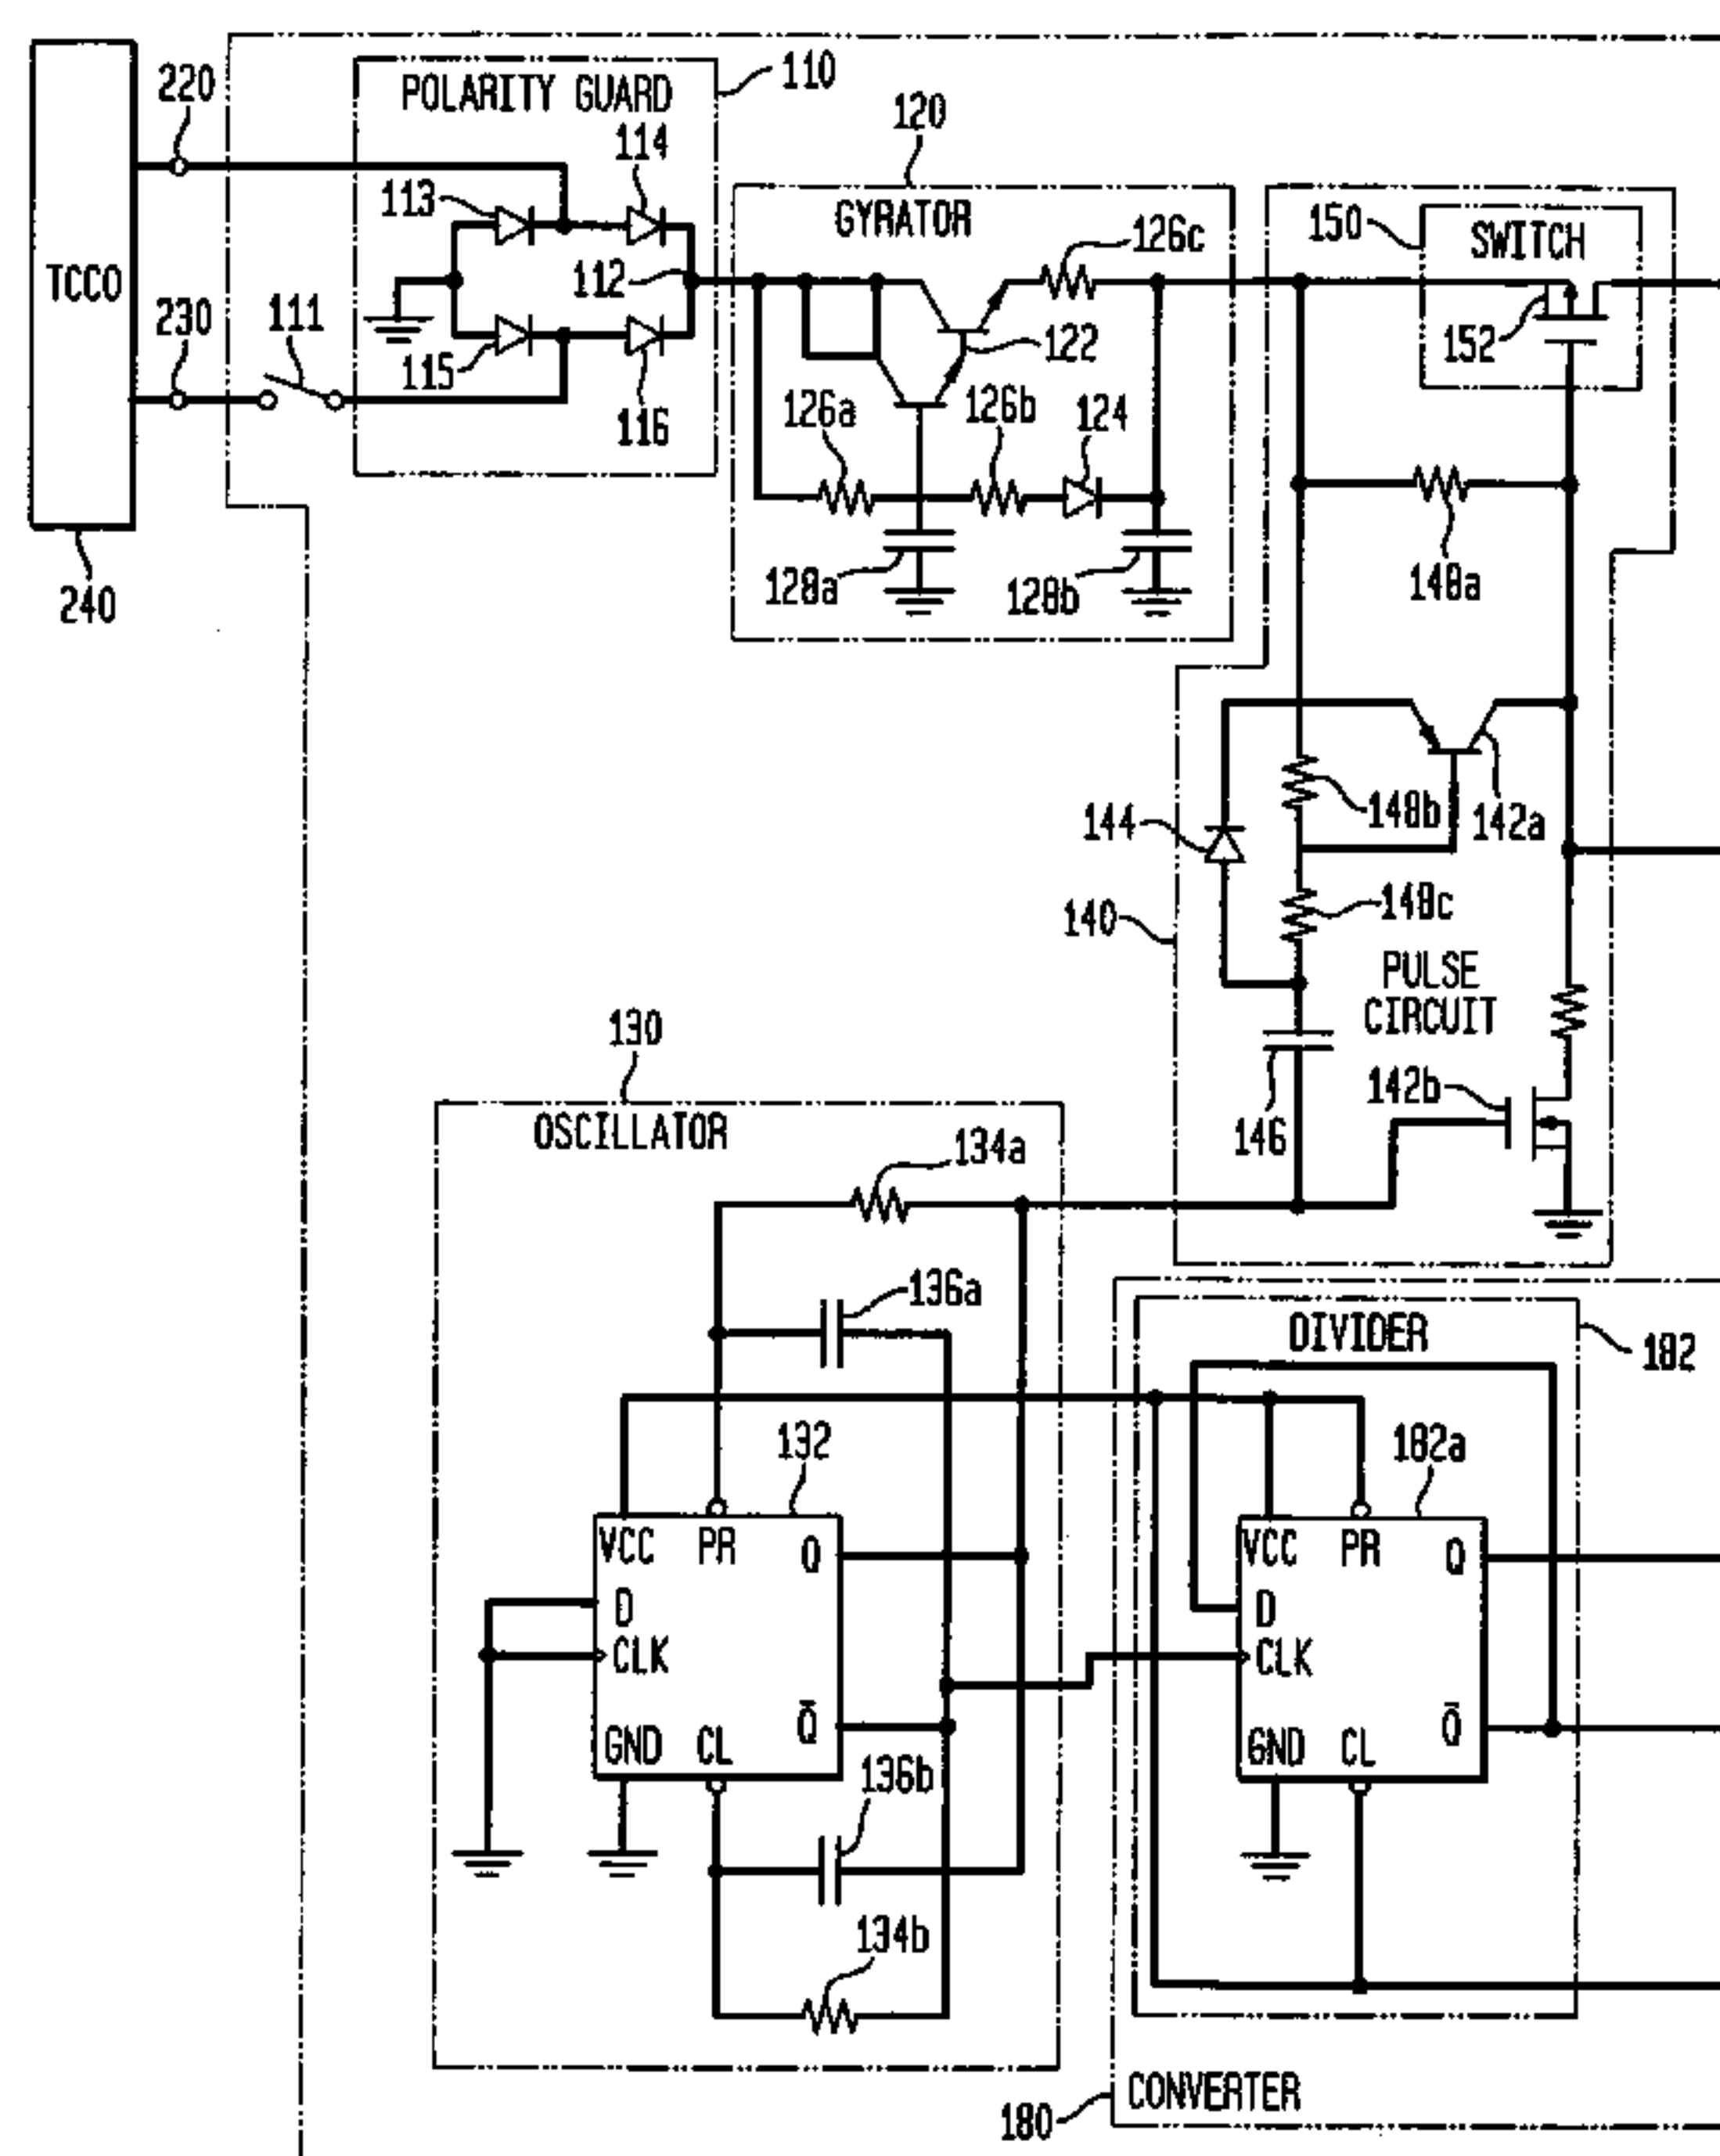 220
POLARITY GUARD
110
120
114
113
GYRATOR
126c
150
SWITCH
TCCO
112
230
111
122
152
115
126a
126b
124
116
128a
128b
148a
240
144
148b
142a
140
148c
PULSE
CIRCUIT
130
142b
OSCILLATOR
134a
146
136a
DIVIDER
182
132
182a
VCC
PR
Q
VCC
PR
Q
D
D
CLK
CLK
GND
CL
Q̄
GND
CL
Q̄
136b
134b
CONVERTER
180